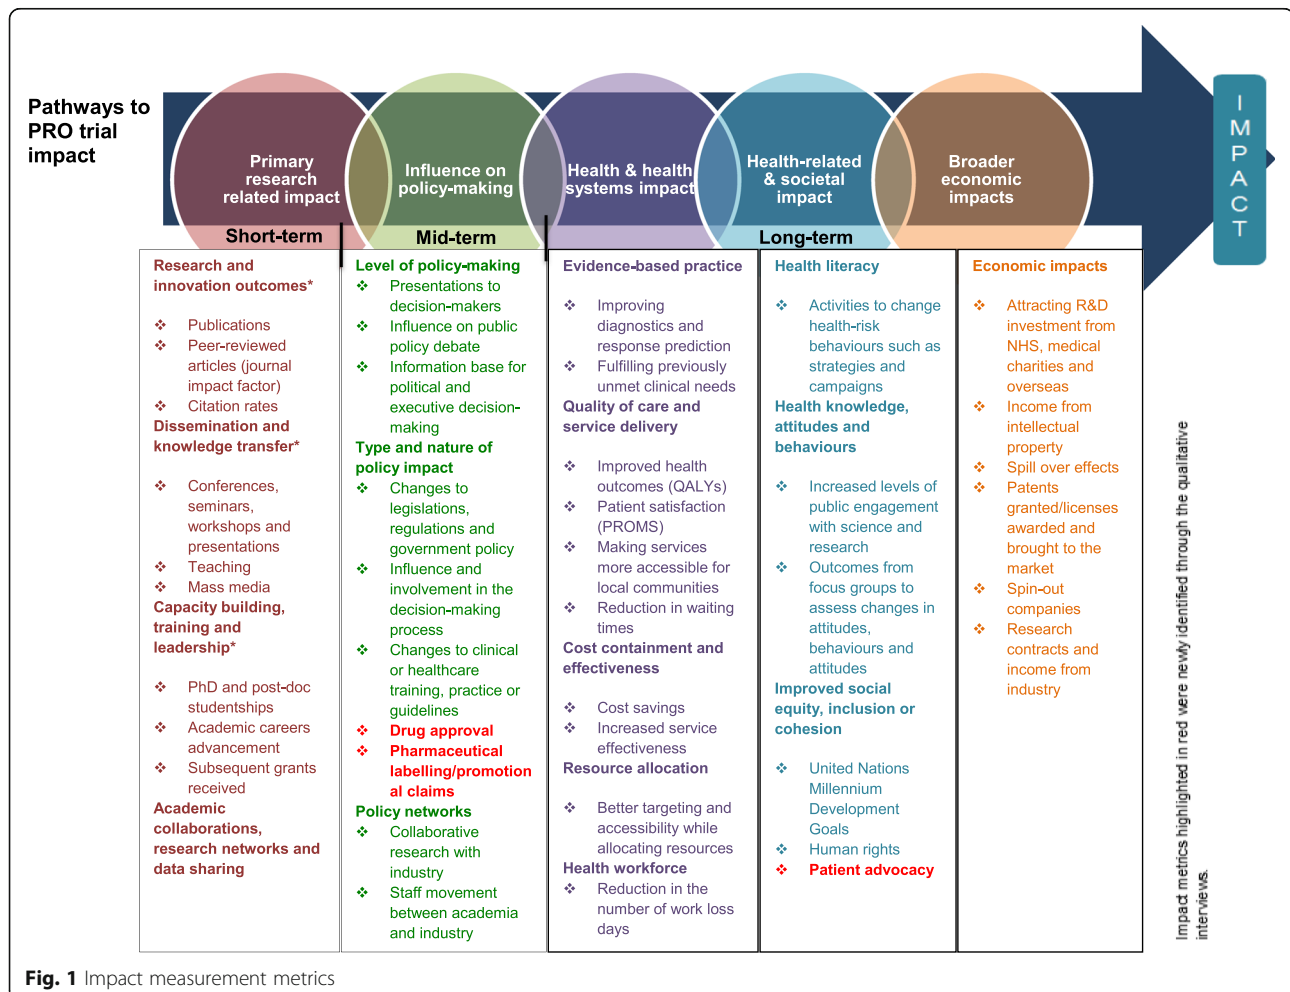 Pathways to
PRO trial
impact
Primary
research
related impact
Influence on
policy-making
Health & health
systems impact
Health-related
& societal
impact
Broader
economic
impacts
IMPACT
Short-term
Mid-term
Long-term
Research and
innovation outcomes*
❖ Publications
❖ Peer-reviewed
articles (journal
impact factor)
❖ Citation rates
Dissemination and
knowledge transfer*
❖ Conferences,
seminars,
workshops and
presentations
❖ Teaching
❖ Mass media
Capacity building,
training and
leadership*
❖ PhD and post-doc
studentships
❖ Academic careers
advancement
❖ Subsequent grants
received
Academic
collaborations,
research networks and
data sharing
Level of policy-making
❖ Presentations to
decision-makers
❖ Influence on public
policy debate
❖ Information base for
political and
executive decision-
making
Type and nature of
policy impact
❖ Changes to
legislations,
regulations and
government policy
❖ Influence and
involvement in the
decision-making
process
❖ Changes to clinical
or healthcare
training, practice or
guidelines
❖ Drug approval
❖ Pharmaceutical
labelling/promotion
al claims
Policy networks
❖ Collaborative
research with
industry
❖ Staff movement
between academia
and industry
Evidence-based practice
❖ Improving
diagnostics and
response prediction
❖ Fulfilling previously
unmet clinical needs
Quality of care and
service delivery
❖ Improved health
outcomes (QALYs)
❖ Patient satisfaction
(PROMS)
❖ Making services
more accessible for
local communities
❖ Reduction in waiting
times
Cost containment and
effectiveness
❖ Cost savings
❖ Increased service
effectiveness
Resource allocation
❖ Better targeting and
accessibility while
allocating resources
Health workforce
❖ Reduction in the
number of work loss
days
Health literacy
❖ Activities to change
health-risk
behaviours such as
strategies and
campaigns
Health knowledge,
attitudes and
behaviours
❖ Increased levels of
public engagement
with science and
research
❖ Outcomes from
focus groups to
assess changes in
attitudes,
behaviours and
attitudes
Improved social
equity, inclusion or
cohesion
❖ United Nations
Millennium
Development
Goals
❖ Human rights
❖ Patient advocacy
Economic impacts
❖ Attracting R&D
investment from
NHS, medical
charities and
overseas
❖ Income from
intellectual
property
❖ Spill over effects
❖ Patents
granted/licenses
awarded and
brought to the
market
❖ Spin-out
companies
❖ Research
contracts and
income from
industry
Impact metrics highlighted in red were newly identified through the qualitative
interviews.
Fig. 1 Impact measurement metrics